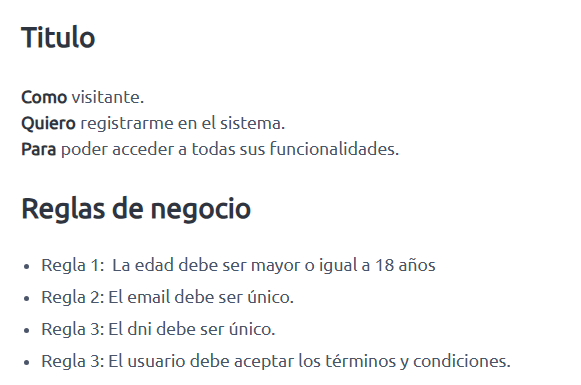 Titulo
Como visitante.
Quiero registrarme en el sistema.
Para poder acceder a todas sus funcionalidades.
Reglas de negocio
• Regla 1: La edad debe ser mayor o igual a 18 años
• Regla 2: El email debe ser único.
• Regla 3: El dni debe ser único.
• Regla 3: El usuario debe aceptar los términos y condiciones.